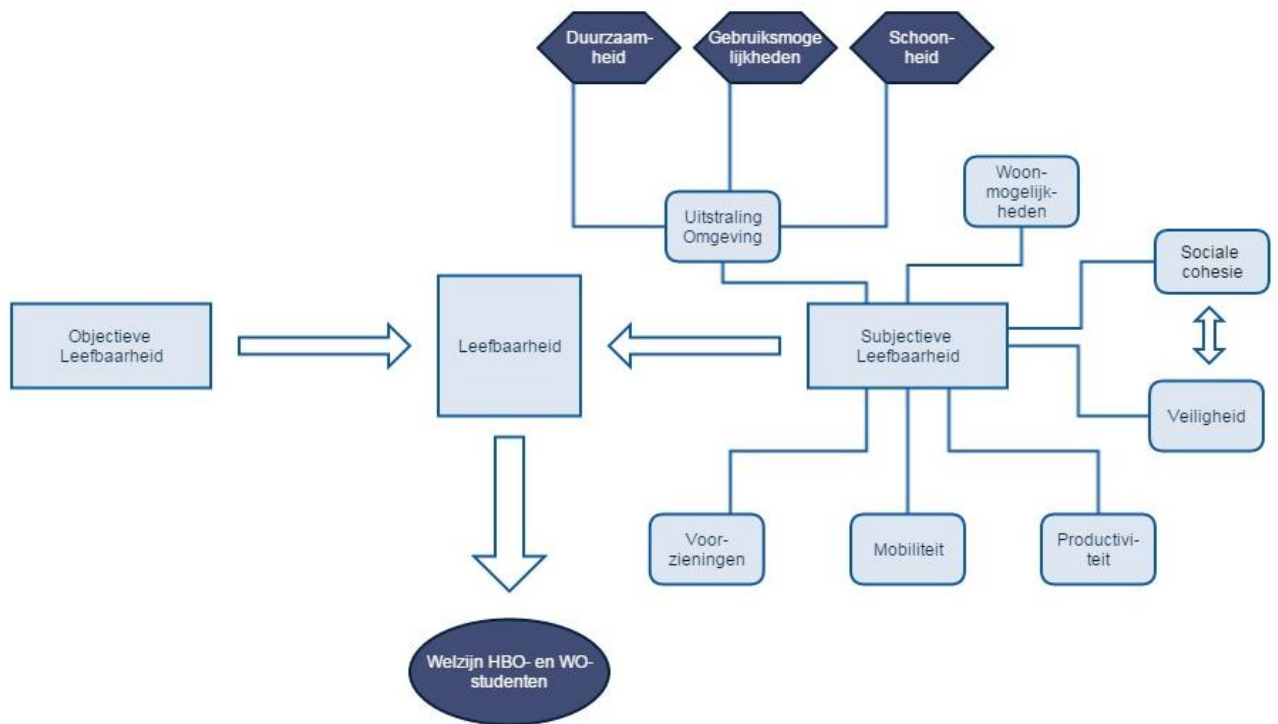 Duurzaam-
heid
Gebruiksmoge
lijkheden
Schoon-
heid
Woon-
mogelijk-
heden
Uitstraling
Omgeving
Sociale
cohesie
Objectieve
Leefbaarheid
Leefbaarheid
Subjectieve
Leefbaarheid
Veiligheid
Voor-
zieningen
Mobiliteit
Productivi-
teit
Welzijn HBO- en WO-
studenten